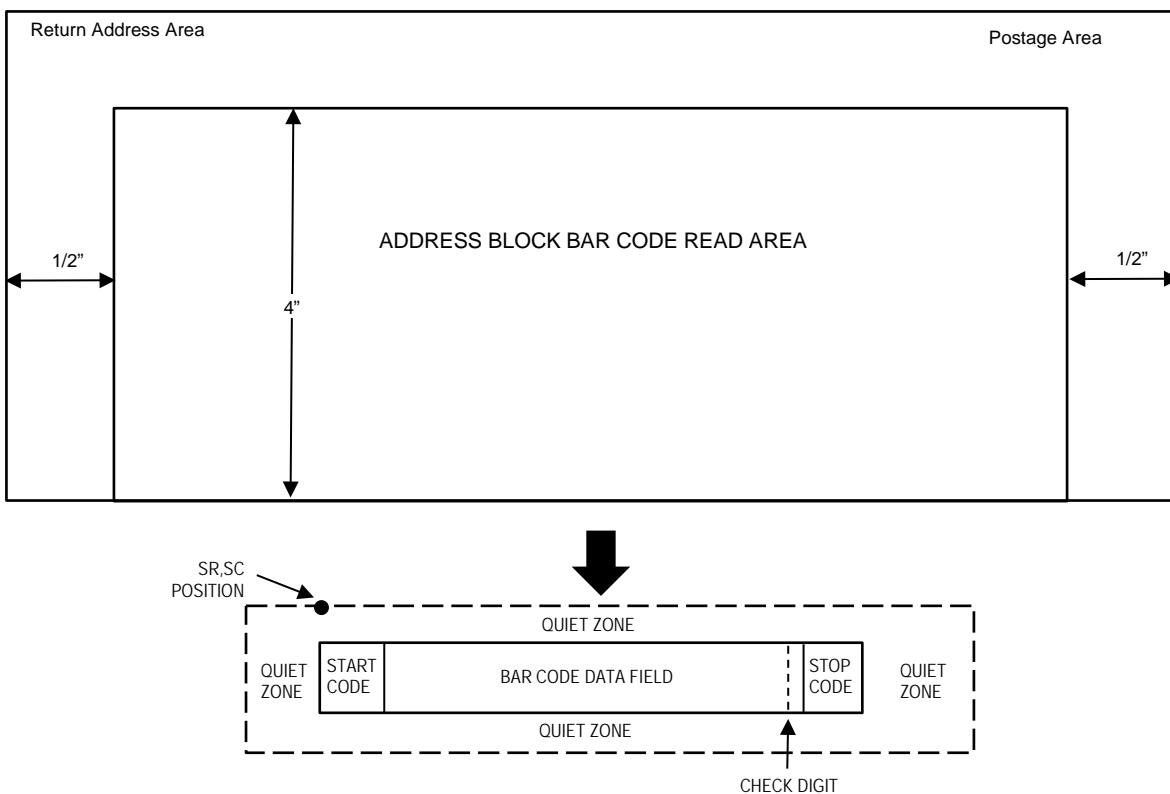 Return Address Area
Postage Area
ADDRESS BLOCK BAR CODE READ AREA
1/2”
1/2”
4”
SR,SC
POSITION
QUIET ZONE
QUIET
ZONE
START
CODE
BAR CODE DATA FIELD
STOP
CODE
QUIET
ZONE
QUIET ZONE
CHECK DIGIT